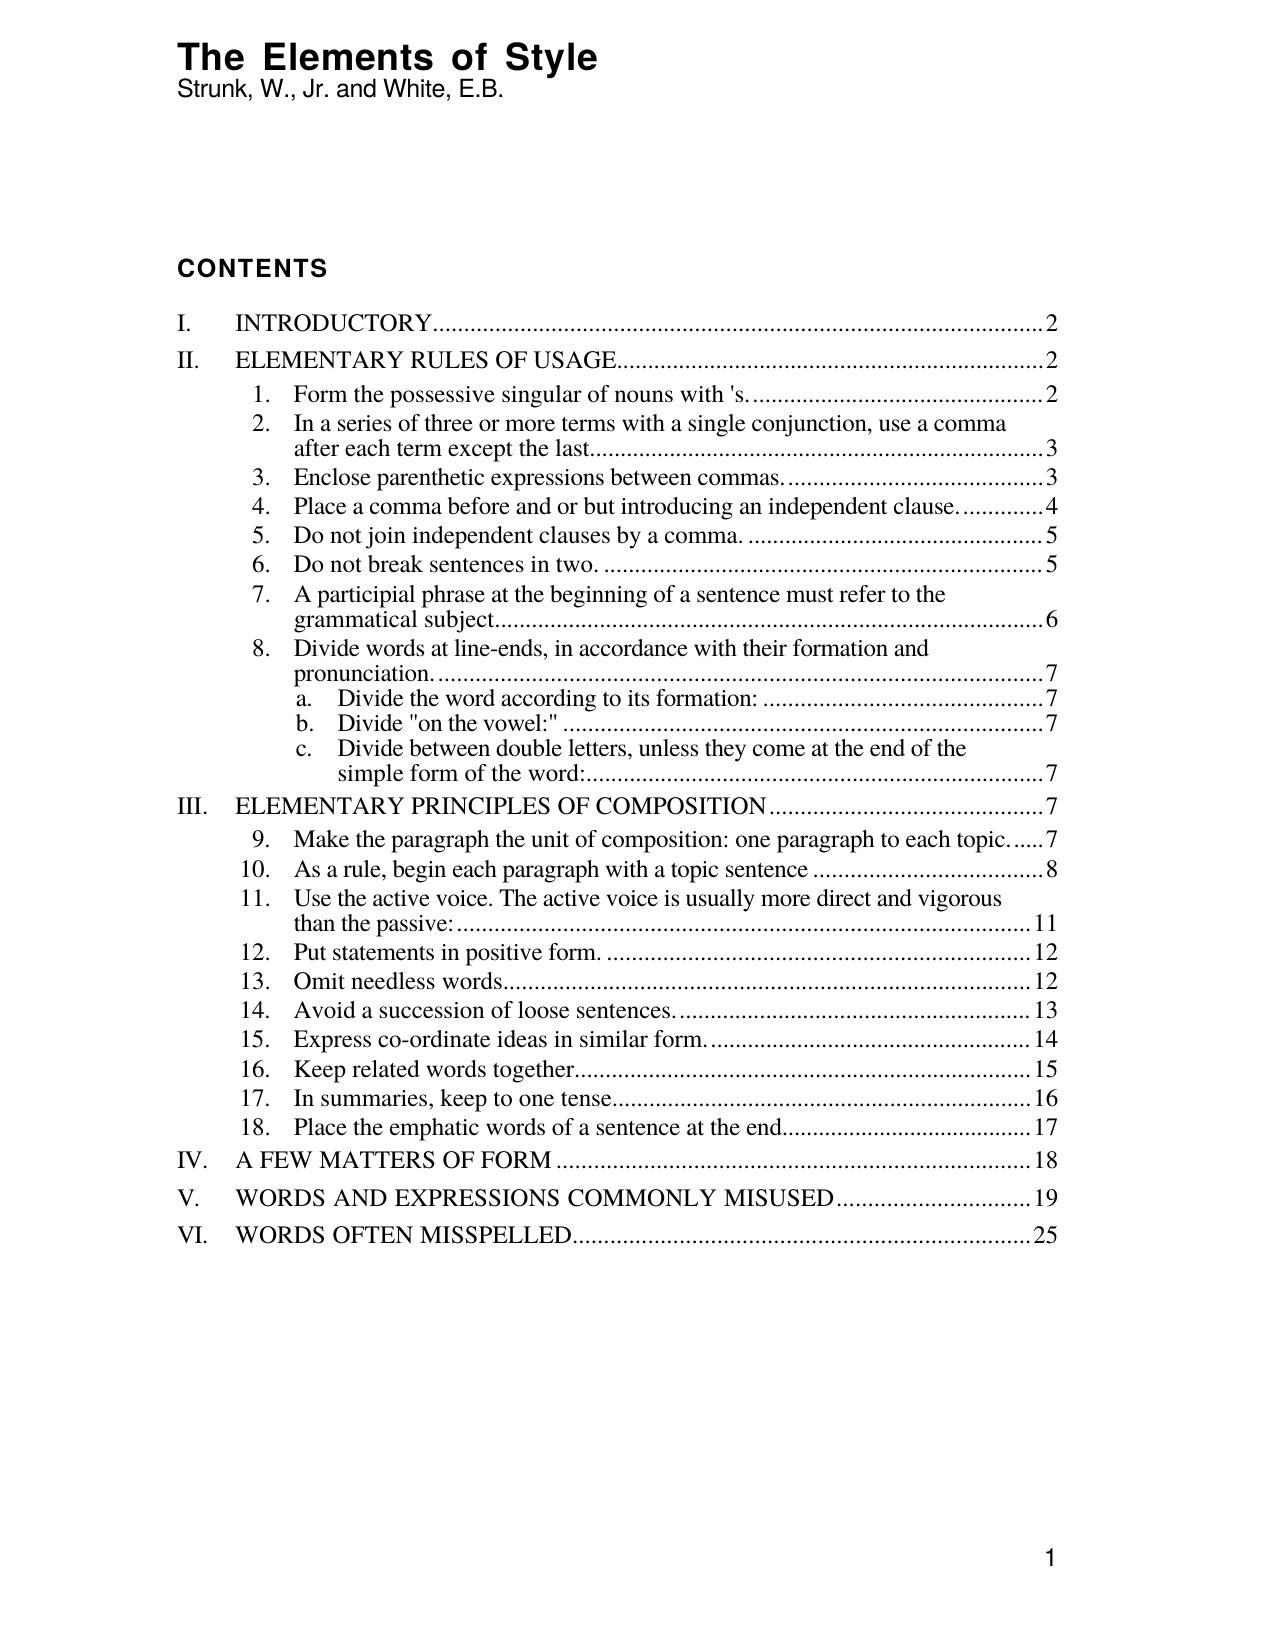 The Elements of Style
Strunk, W., Jr. and White, E.B.
CONTENTS
I. INTRODUCTORY..................................................................................................2
II. ELEMENTARY RULES OF USAGE....................................................................2
1. Form the possessive singular of nouns with 's...............................................2
2. In a series of three or more terms with a single conjunction, use a comma
after each term except the last........................................................................3
3. Enclose parenthetic expressions between commas..........................................3
4. Place a comma before and or but introducing an independent clause..............4
5. Do not join independent clauses by a comma. ...............................................5
6. Do not break sentences in two. ......................................................................5
7. A participial phrase at the beginning of a sentence must refer to the
grammatical subject........................................................................................6
8. Divide words at line-ends, in accordance with their formation and
pronunciation..................................................................................................7
a. Divide the word according to its formation: .............................................7
b. Divide "on the vowel:" .............................................................................7
c. Divide between double letters, unless they come at the end of the
simple form of the word:.........................................................................7
III. ELEMENTARY PRINCIPLES OF COMPOSITION............................................7
9. Make the paragraph the unit of composition: one paragraph to each topic......7
10. As a rule, begin each paragraph with a topic sentence .....................................8
11. Use the active voice. The active voice is usually more direct and vigorous
than the passive:............................................................................................11
12. Put statements in positive form. ....................................................................12
13. Omit needless words.....................................................................................12
14. Avoid a succession of loose sentences.........................................................13
15. Express co-ordinate ideas in similar form....................................................14
16. Keep related words together.........................................................................15
17. In summaries, keep to one tense...................................................................16
18. Place the emphatic words of a sentence at the end........................................17
IV. A FEW MATTERS OF FORM ............................................................................18
V. WORDS AND EXPRESSIONS COMMONLY MISUSED...............................19
VI. WORDS OFTEN MISSPELLED.........................................................................25
1